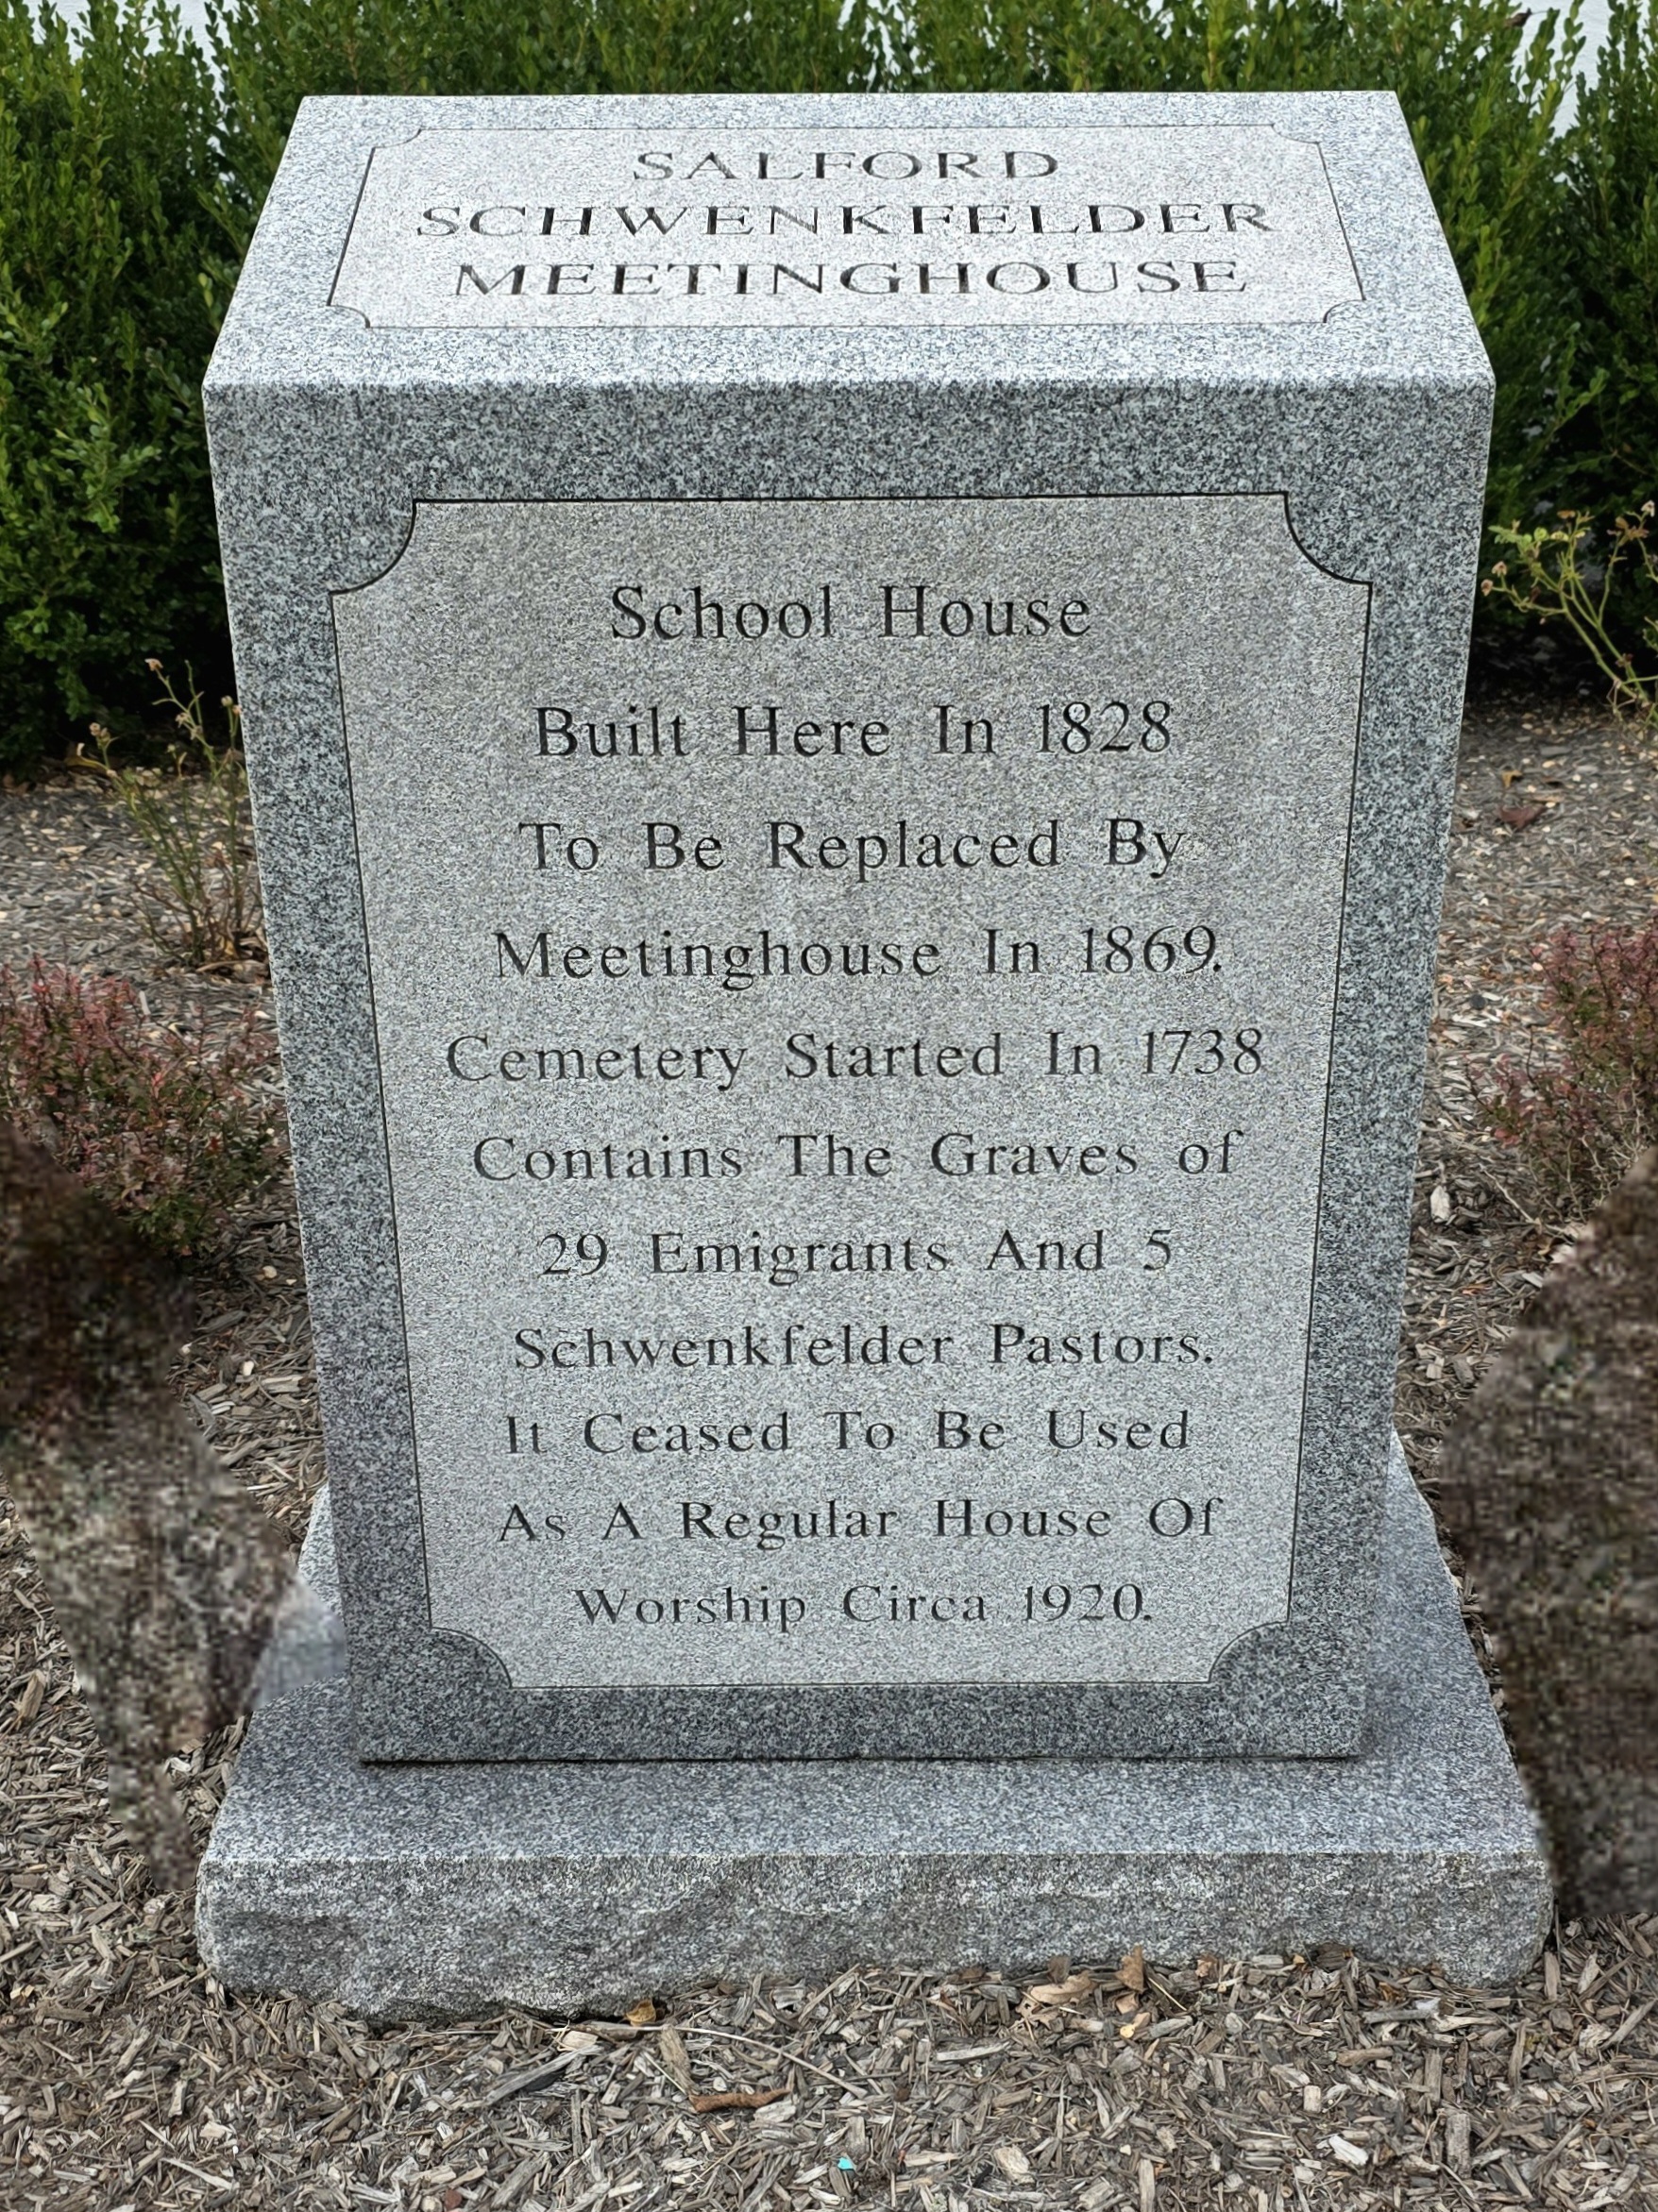 SALFORD
SCHWENKFELDER
MEETINGHOUSE
School House
Built Here In 1828
To Be Replaced By
Meetinghouse In 1869.
Cemetery Started In 1738
Contains The Graves of
29 Emigrants And 5
Schwenkfelder Pastors.
It Ceased To Be Used
As A Regular House Of
Worship Circa 1920.